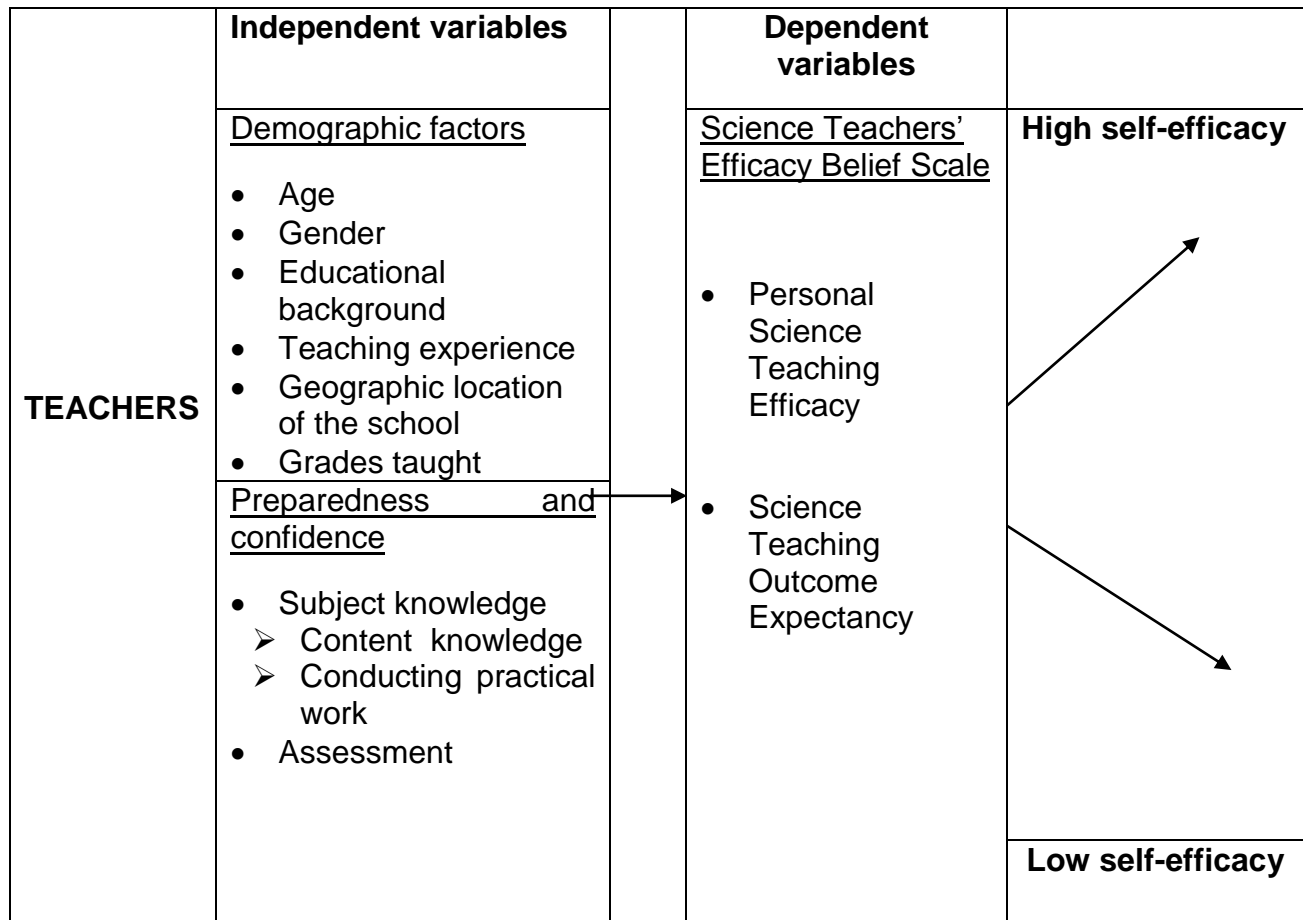 TEACHERS
Independent variables
Demographic factors
• Age
• Gender
• Educational
background
• Teaching experience
• Geographic location
of the school
• Grades taught
Preparedness and
confidence
• Subject knowledge
➢ Content knowledge
➢ Conducting practical
work
• Assessment
Dependent
variables
Science Teachers’
Efficacy Belief Scale
• Personal
Science
Teaching
Efficacy
• Science
Teaching
Outcome
Expectancy
High self-efficacy
Low self-efficacy